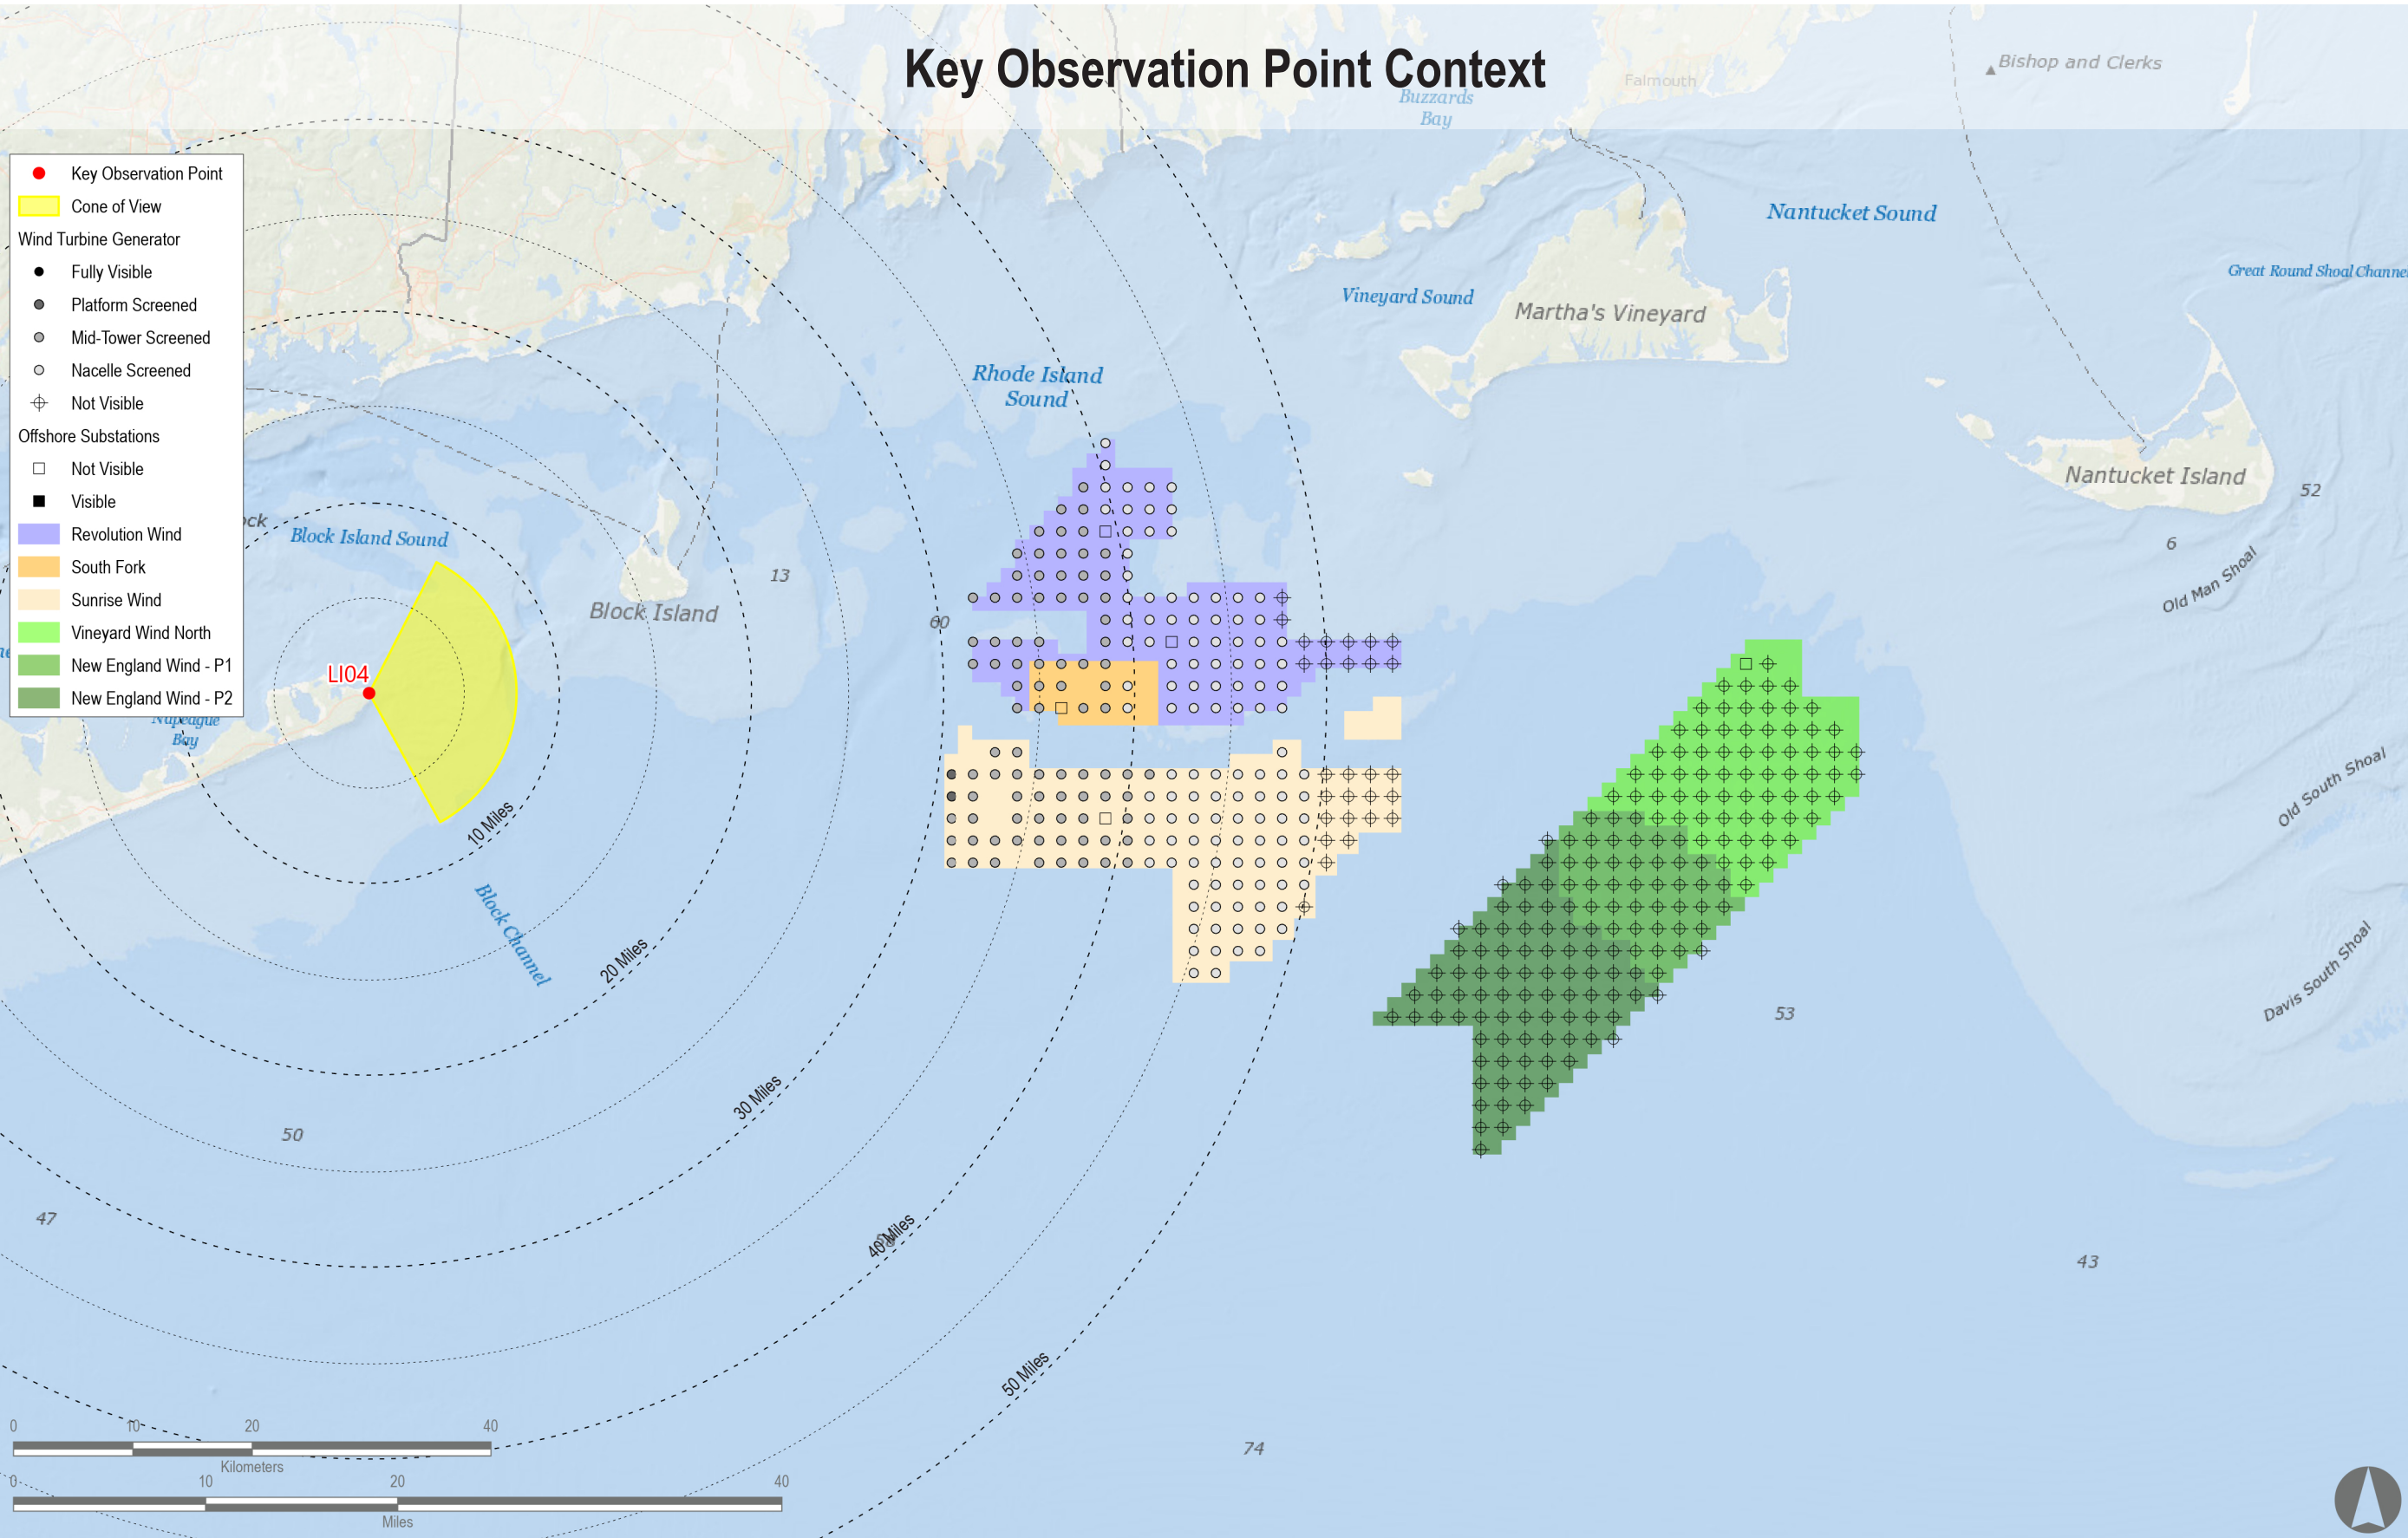 Key Observation Point Context
Bishop and Clerks
Falmouth
Buzzards
Bay
Key Observation Point
Cone of View
Wind Turbine Generator
Fully Visible
Platform Screened
Mid-Tower Screened
Nacelle Screened
Not Visible
Offshore Substations
Not Visible
Visible
Revolution Wind
South Fork
Sunrise Wind
Vineyard Wind North
New England Wind - P1
New England Wind - P2
Nantucket Sound
Great Round Shoal Channel
Vineyard Sound
Martha's Vineyard
Rhode Island
Sound
Nantucket Island
52
6
Old Man Shoal
Block Island Sound
13
Block Island
60
LI04
Napeague
Bay
10 Miles
Block Channel
20 Miles
30 Miles
40 Miles
50 Miles
Old South Shoal
Davis South Shoal
53
50
47
43
74
0 10 20 40
Kilometers
0 10 20 40
Miles